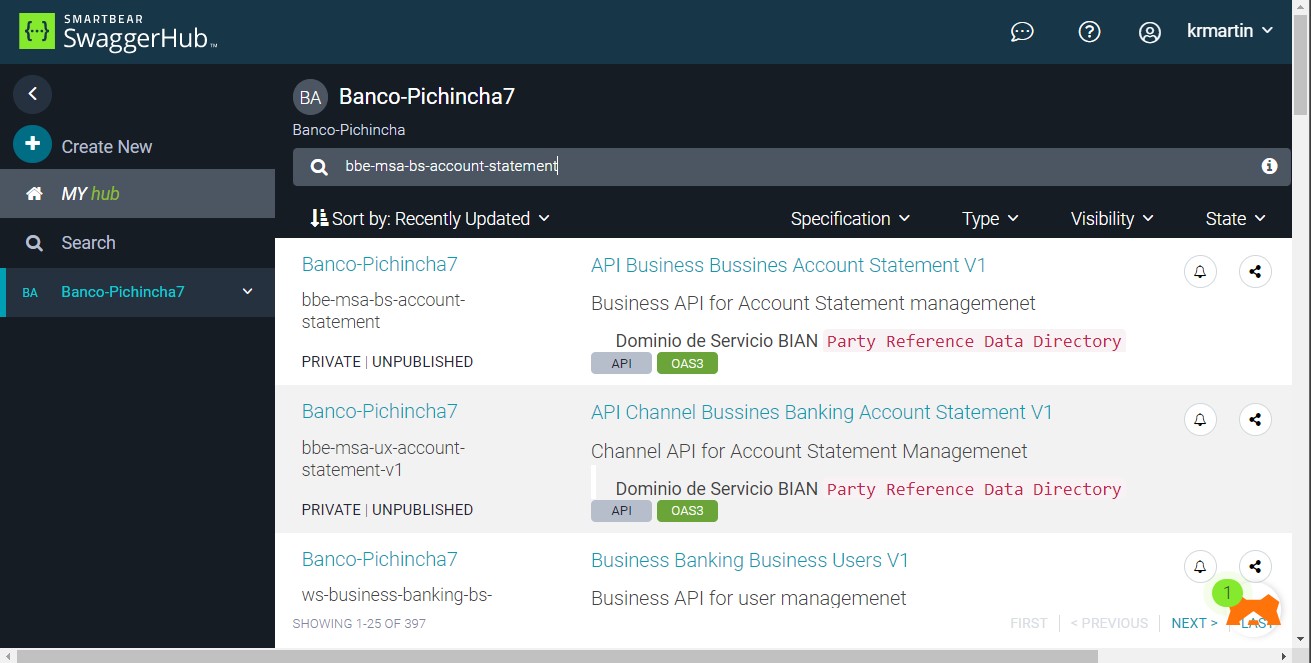 SMARTBEAR
SwaggerHub™
krmartin
BA Banco-Pichincha7
Banco-Pichincha
Create New
MY hub
Search
BA Banco-Pichincha7
bbe-msa-bs-account-statement
Sort by: Recently Updated Specification Type Visibility State
Banco-Pichincha7
bbe-msa-bs-account-
statement
PRIVATE | UNPUBLISHED
API Business Bussines Account Statement V1
Business API for Account Statement managemenet
Dominio de Servicio BIAN Party Reference Data Directory
API OAS3
Banco-Pichincha7
bbe-msa-ux-account-
statement-v1
PRIVATE | UNPUBLISHED
API Channel Bussines Banking Account Statement V1
Channel API for Account Statement Managemenet
Dominio de Servicio BIAN Party Reference Data Directory
API OAS3
Banco-Pichincha7
ws-business-banking-bs-
Business Banking Business Users V1
Business API for user managemenet
1
SHOWING 1-25 OF 397
FIRST < PREVIOUS NEXT > LAST